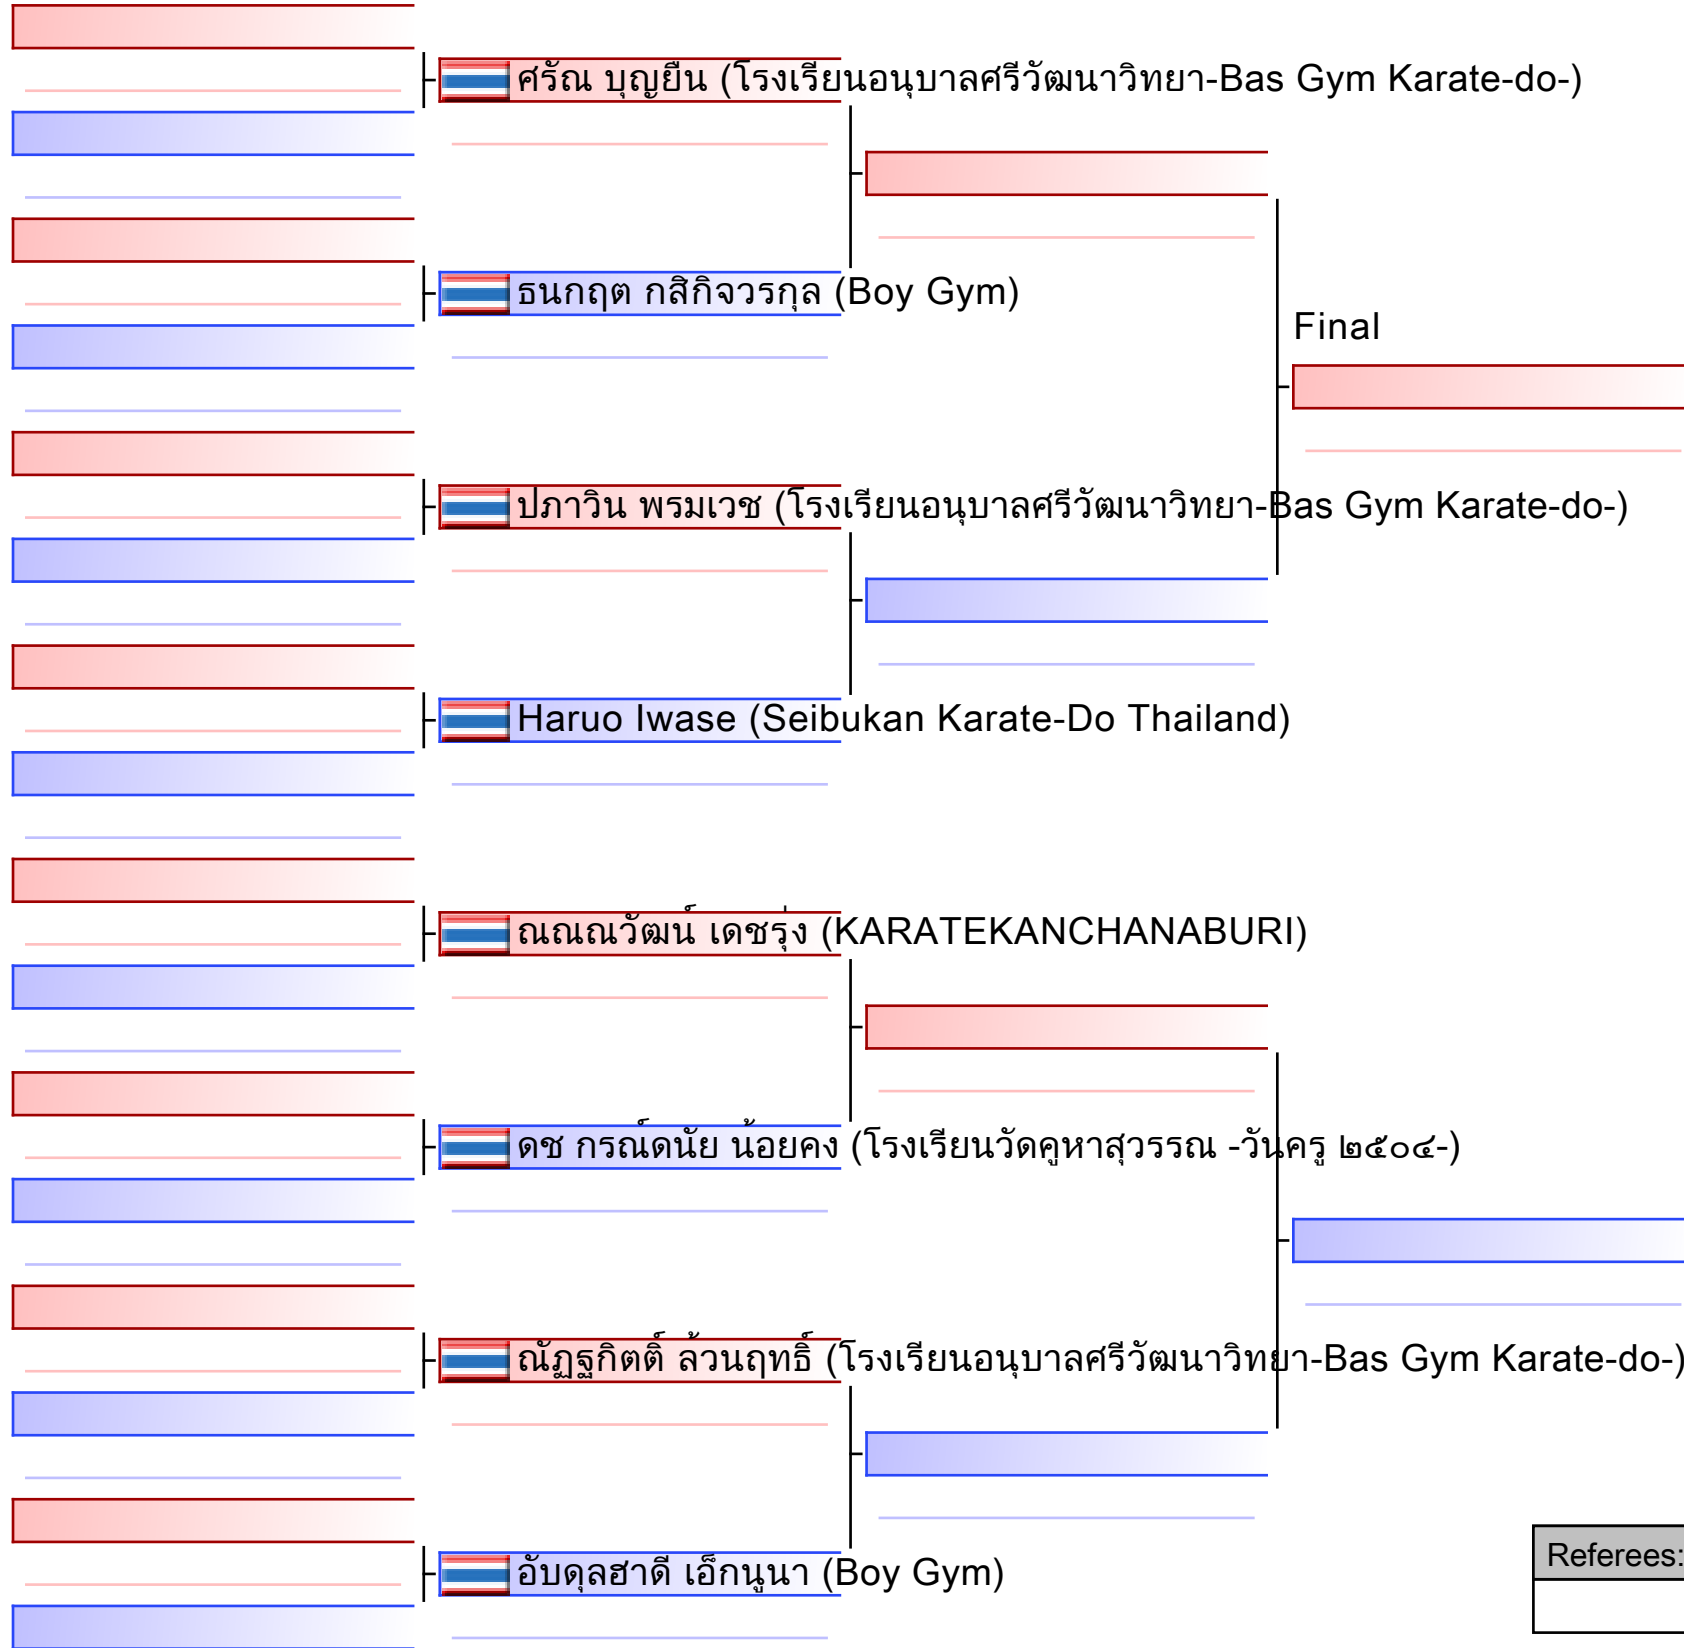 ศรัณ บุญยืน (โรงเรียนอนุบาลศรีวัฒนาวิทยา-Bas Gym Karate-do-)
ธนกฤต กสิกิจวรกุล (Boy Gym)
Final
ปภาวิน พรมเวช (โรงเรียนอนุบาลศรีวัฒนาวิทยา-Bas Gym Karate-do-)
Haruo Iwase (Seibukan Karate-Do Thailand)
ณณณวัฒน์ เดชรุ่ง (KARATEKANCHANABURI)
ดช กรณ์ดนัย น้อยคง (โรงเรียนวัดคูหาสุวรรณ -วันครู ๒๕๐๔-)
ณัฏฐกิตติ์ ล้วนฤทธิ์ (โรงเรียนอนุบาลศรีวัฒนาวิทยา-Bas Gym Karate-do-)
Referees:
อับดุลฮาดี เอ็กนูนา (Boy Gym)